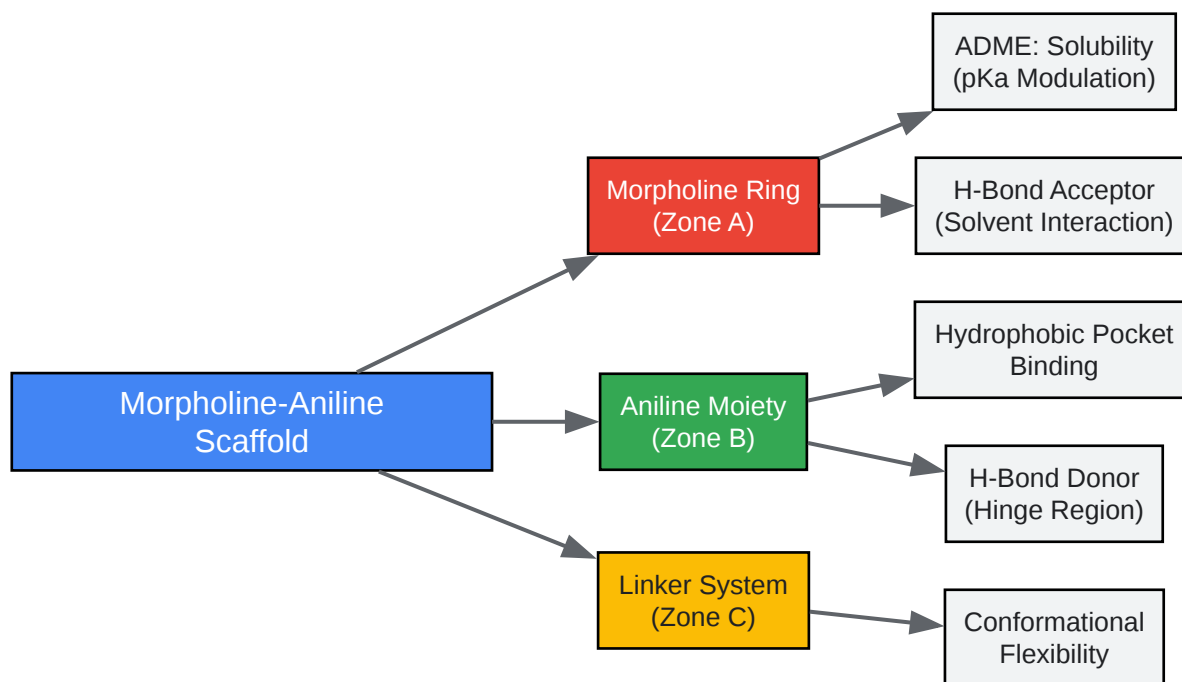 Morpholine-Aniline
Scaffold
Morpholine Ring
(Zone A)
ADME: Solubility
(pKa Modulation)
H-Bond Acceptor
(Solvent Interaction)
Aniline Moiety
(Zone B)
Hydrophobic Pocket
Binding
H-Bond Donor
(Hinge Region)
Linker System
(Zone C)
Conformational
Flexibility